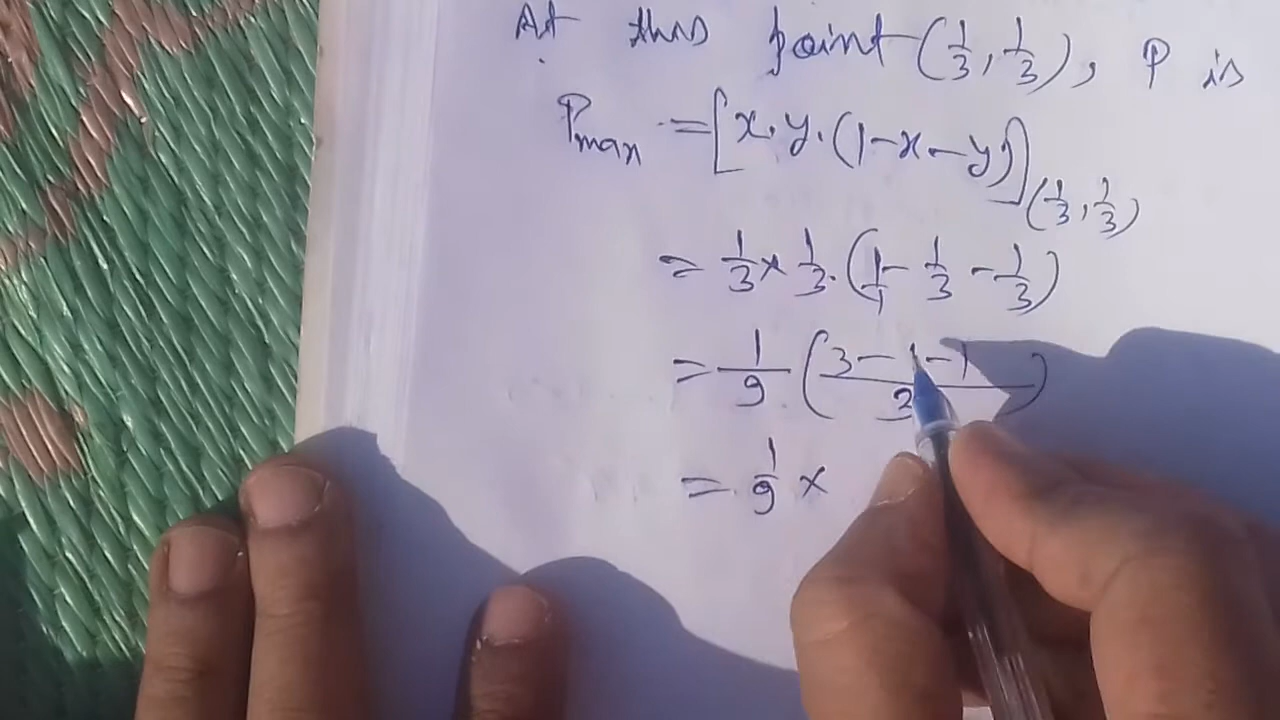 At this point (1/3, 1/3), P is
Pmax = [x.y.(1-x-y)](1/3, 1/3)
= 1/3 × 1/3 . (1/1 - 1/3 - 1/3)
= 1/9 . (3-1-1/3)
= 1/9 ×